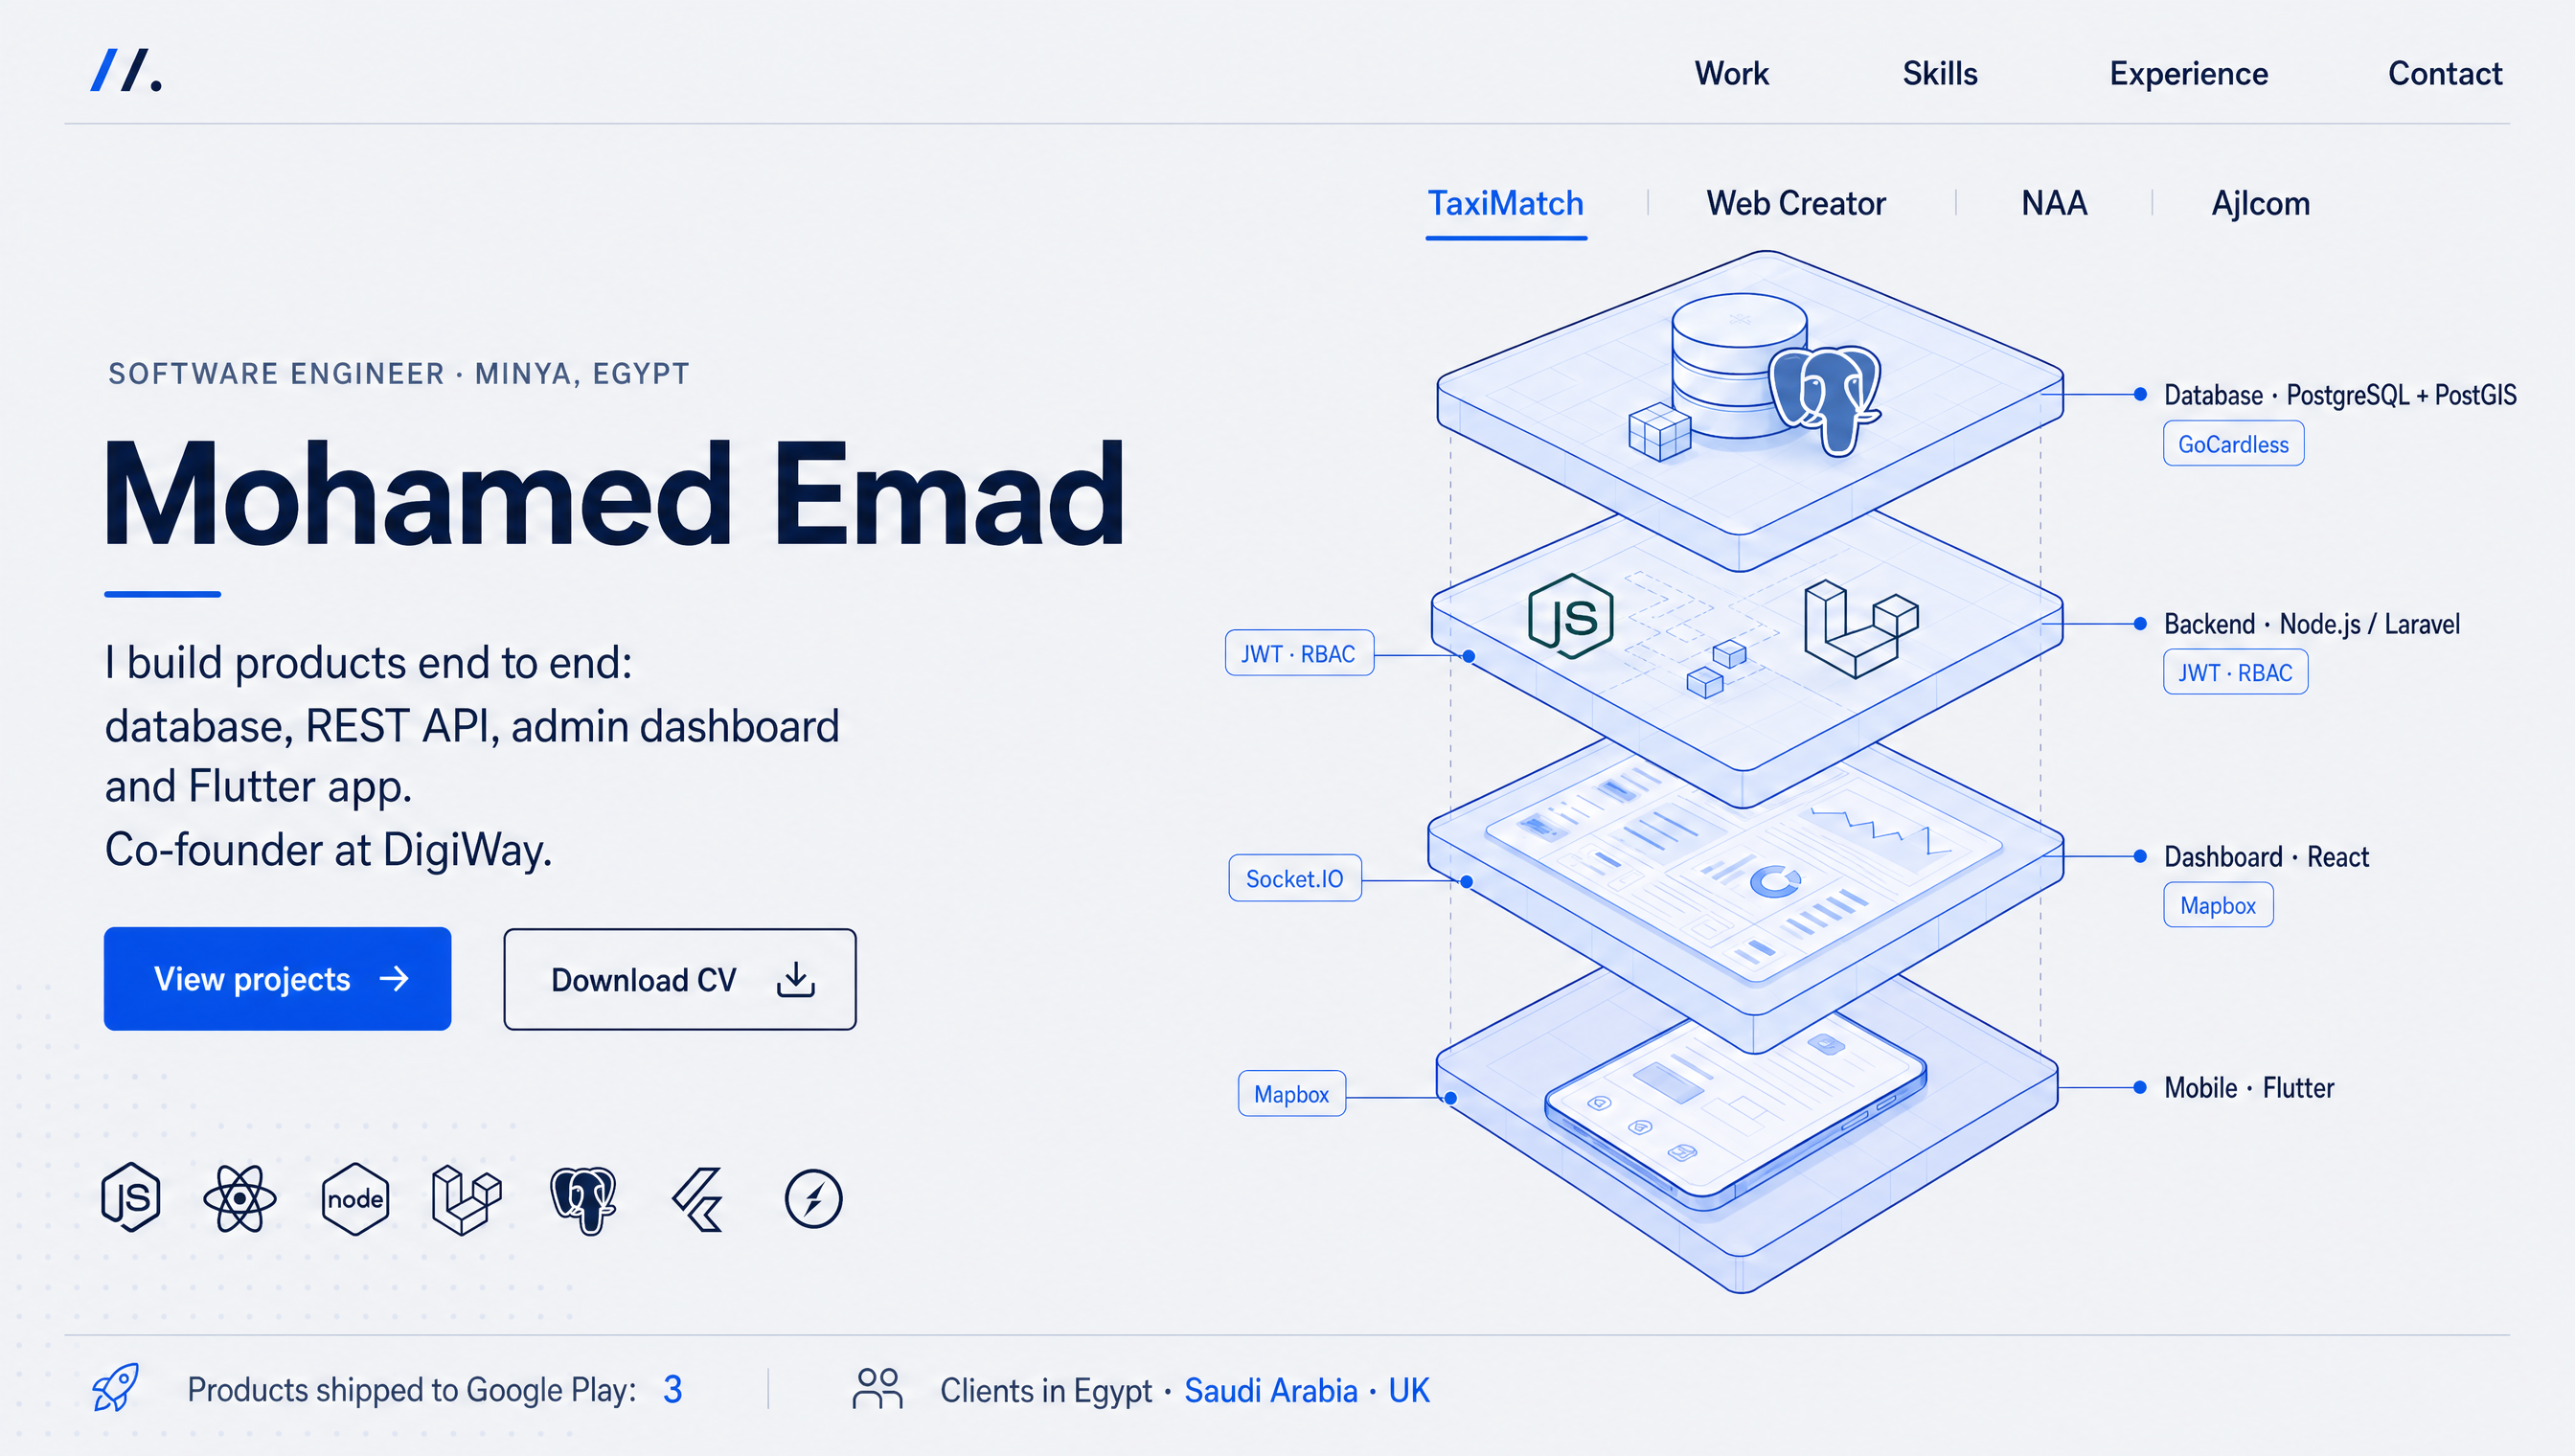 //.
Work
Skills
Experience
Contact
TaxiMatch
Web Creator
NAA
Ajlcom
SOFTWARE ENGINEER · MINYA, EGYPT
Mohamed Emad
I build products end to end:
database, REST API, admin dashboard
and Flutter app.
Co-founder at DigiWay.
View projects →
Download CV
JS
node
Database · PostgreSQL + PostGIS
GoCardless
JS
JWT · RBAC
Backend · Node.js / Laravel
JWT · RBAC
Socket.IO
Dashboard · React
Mapbox
Mapbox
Mobile · Flutter
Products shipped to Google Play: 3
Clients in Egypt · Saudi Arabia · UK